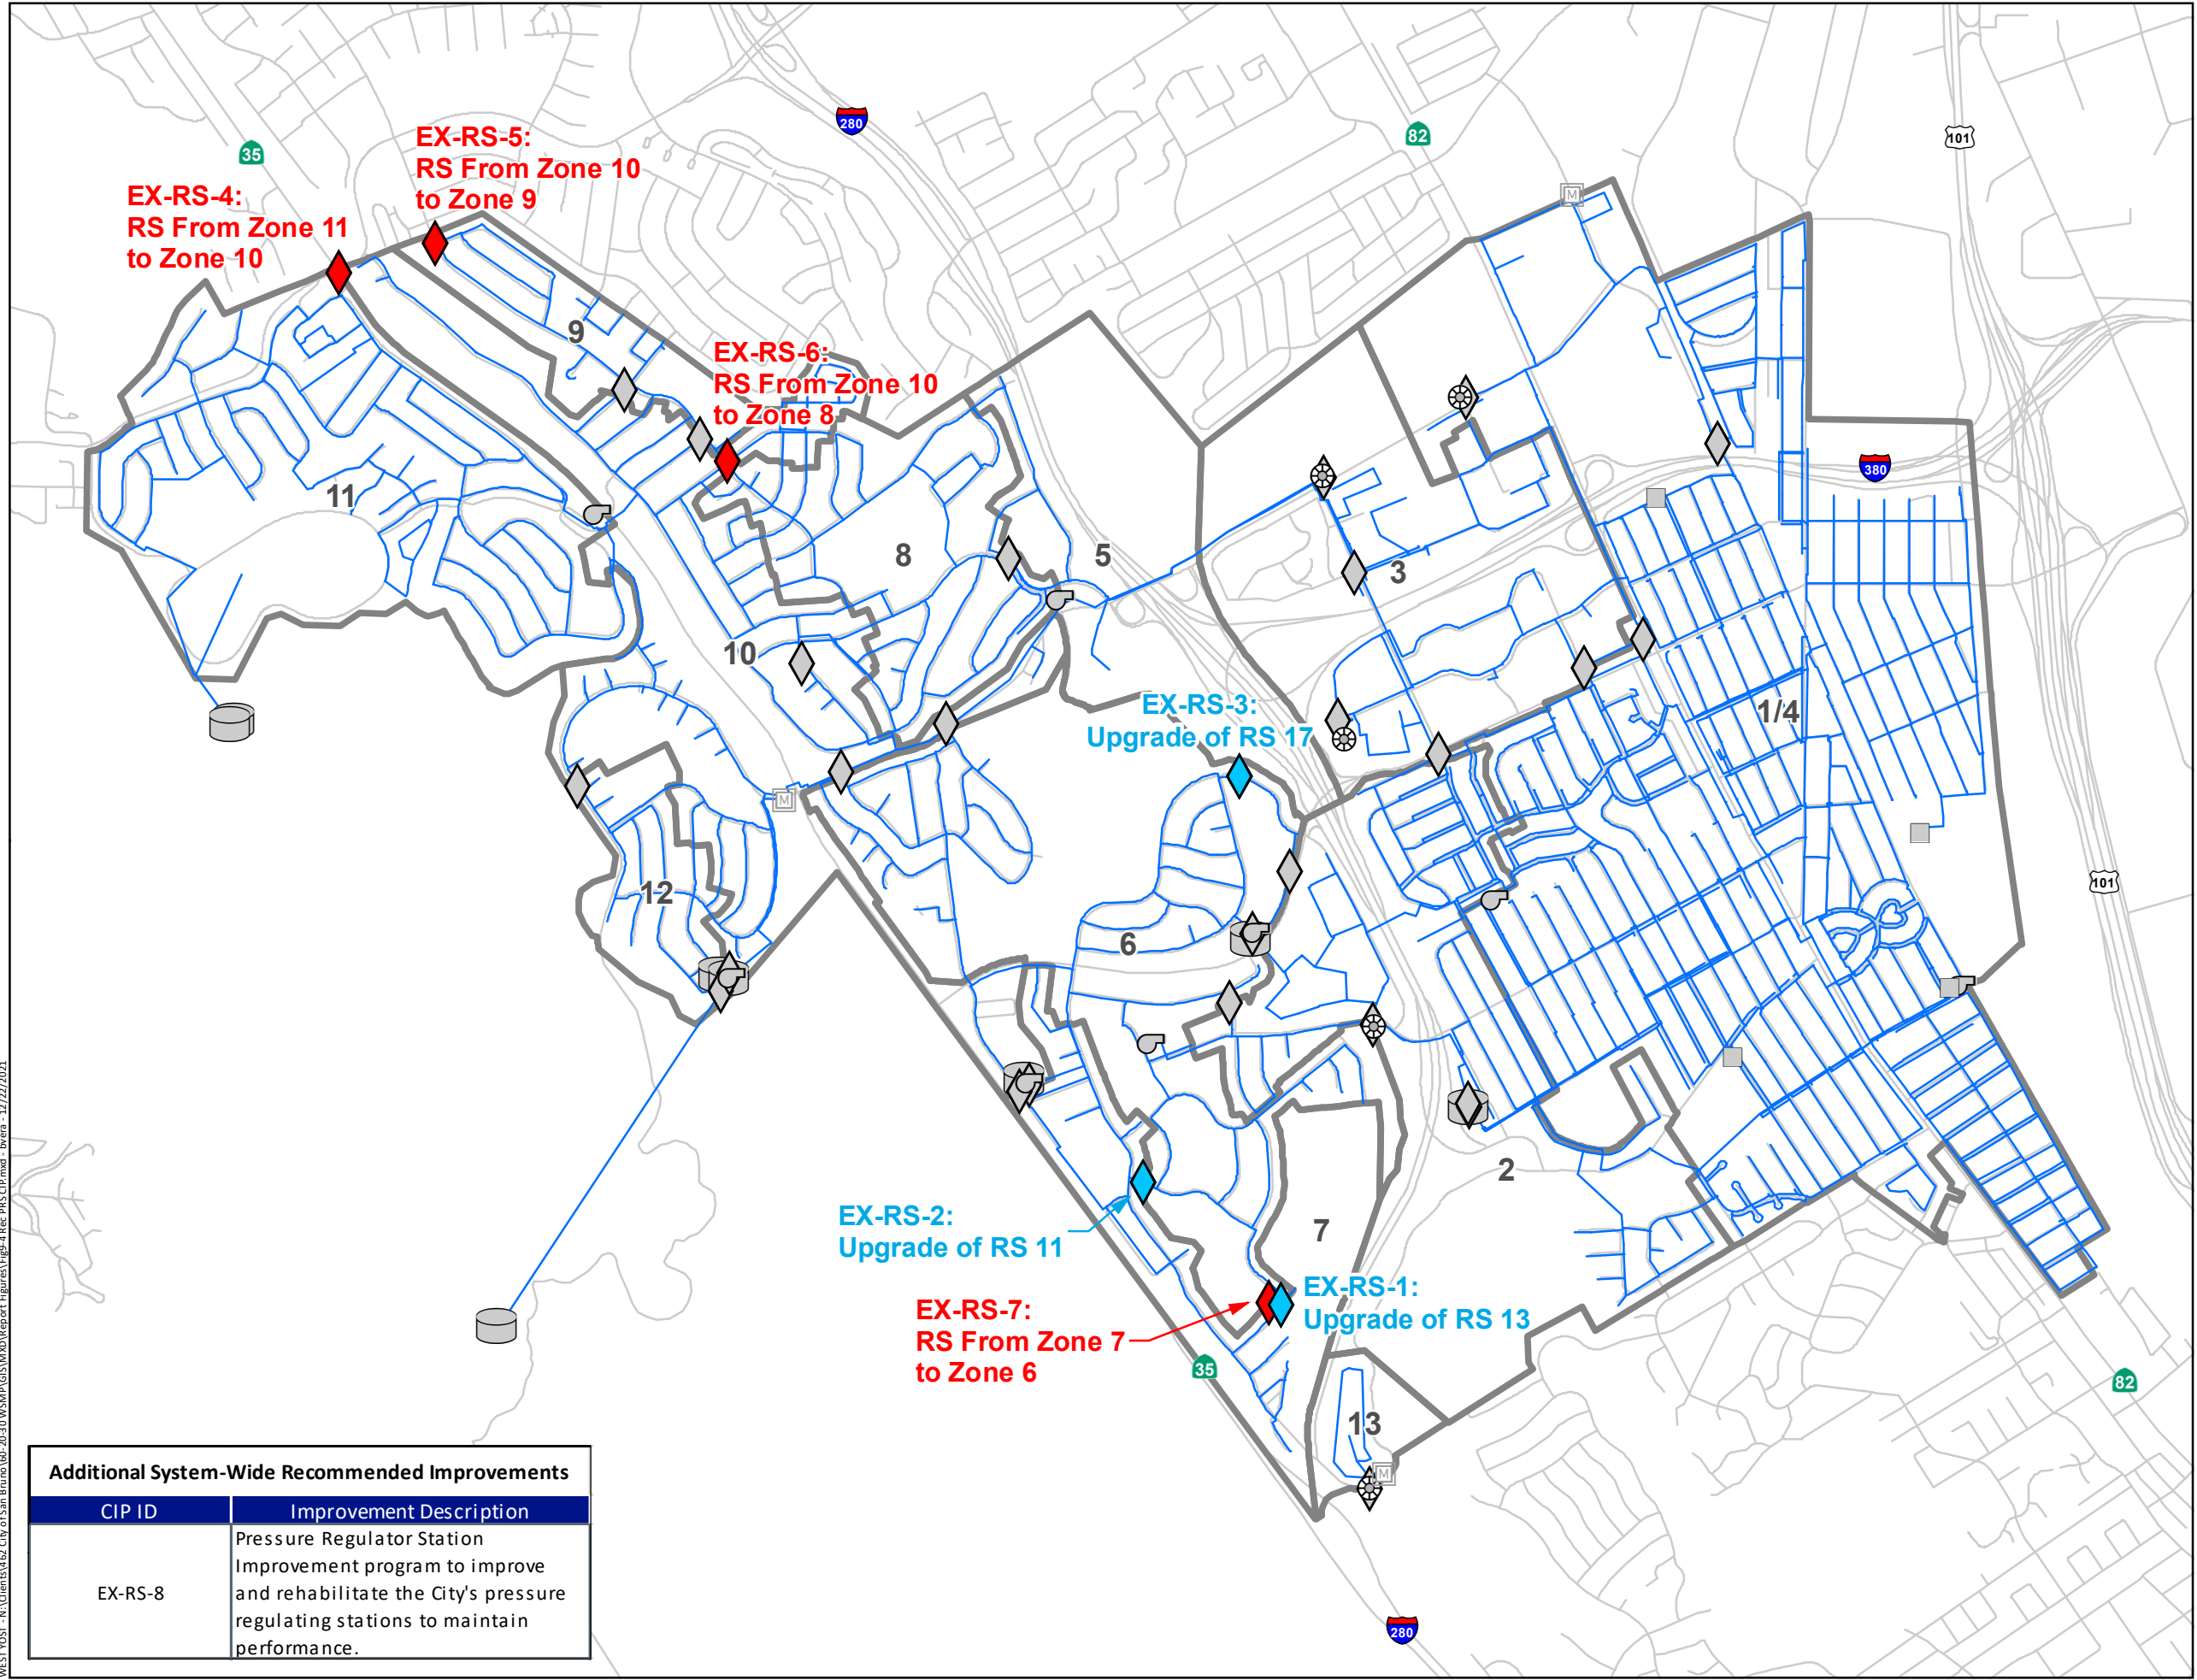 280
82
101
35
EX-RS-5:
RS From Zone 10
to Zone 9
EX-RS-4:
RS From Zone 11
to Zone 10
M
9
EX-RS-6:
RS From Zone 10
to Zone 8
380
11
8
5
3
10
EX-RS-3:
Upgrade of RS 17
1/4
M
12
101
6
2
EX-RS-2:
Upgrade of RS 11
7
EX-RS-7:
RS From Zone 7
to Zone 6
EX-RS-1:
Upgrade of RS 13
35
82
13
M
280
Additional System-Wide Recommended Improvements
CIP ID
Improvement Description
EX-RS-8
Pressure Regulator Station
Improvement program to improve
and rehabilitate the City's pressure
regulating stations to maintain
performance.